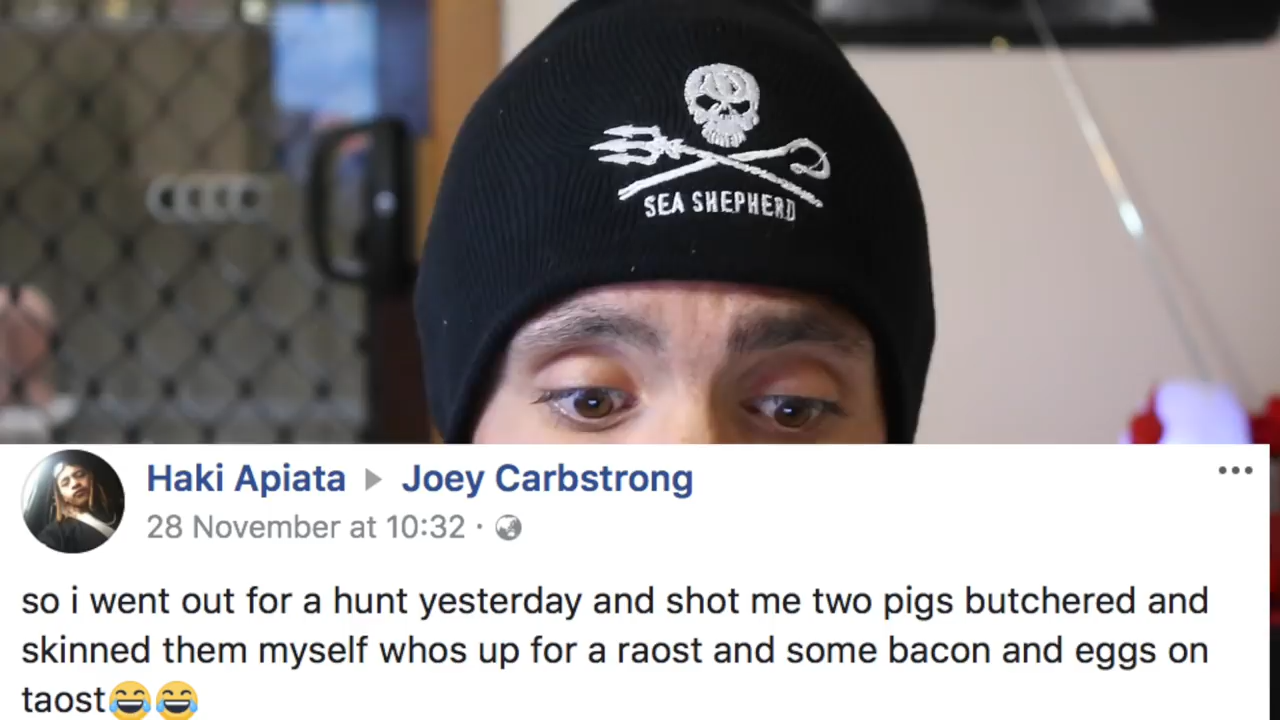 SEA SHEPHERD
Haki Apiata ▸ Joey Carbstrong
28 November at 10:32 ·
so i went out for a hunt yesterday and shot me two pigs butchered and
skinned them myself whos up for a raost and some bacon and eggs on
taost😂😂